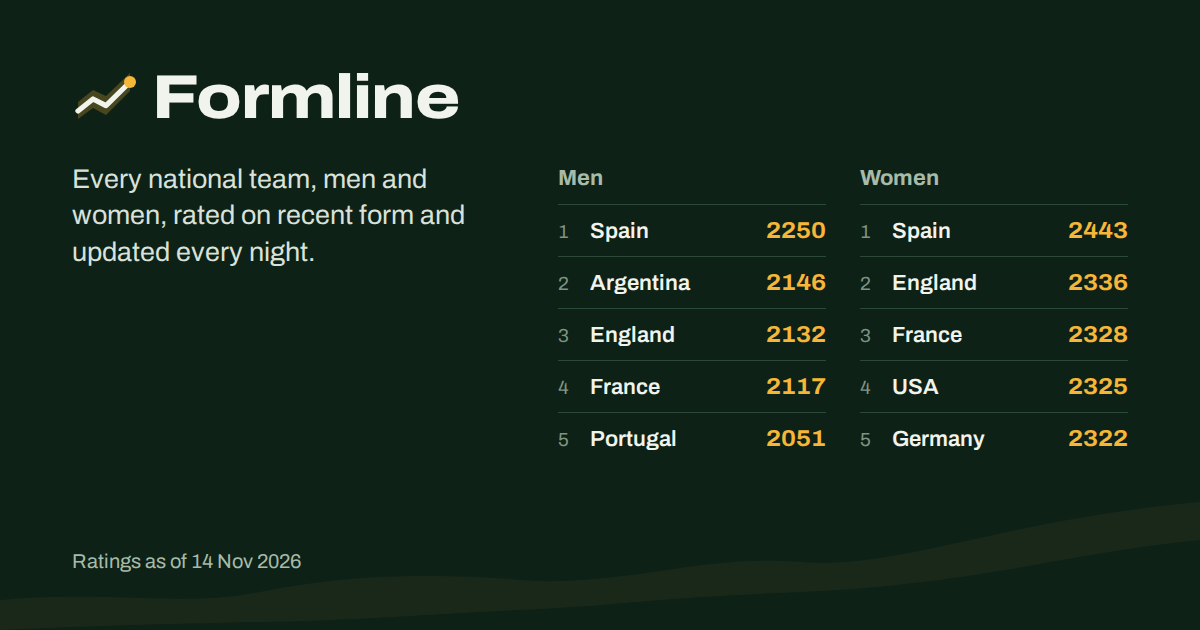 Formline
Every national team, men and
women, rated on recent form and
updated every night.
Men
1 Spain 2250
2 Argentina 2146
3 England 2132
4 France 2117
5 Portugal 2051
Women
1 Spain 2443
2 England 2336
3 France 2328
4 USA 2325
5 Germany 2322
Ratings as of 14 Nov 2026